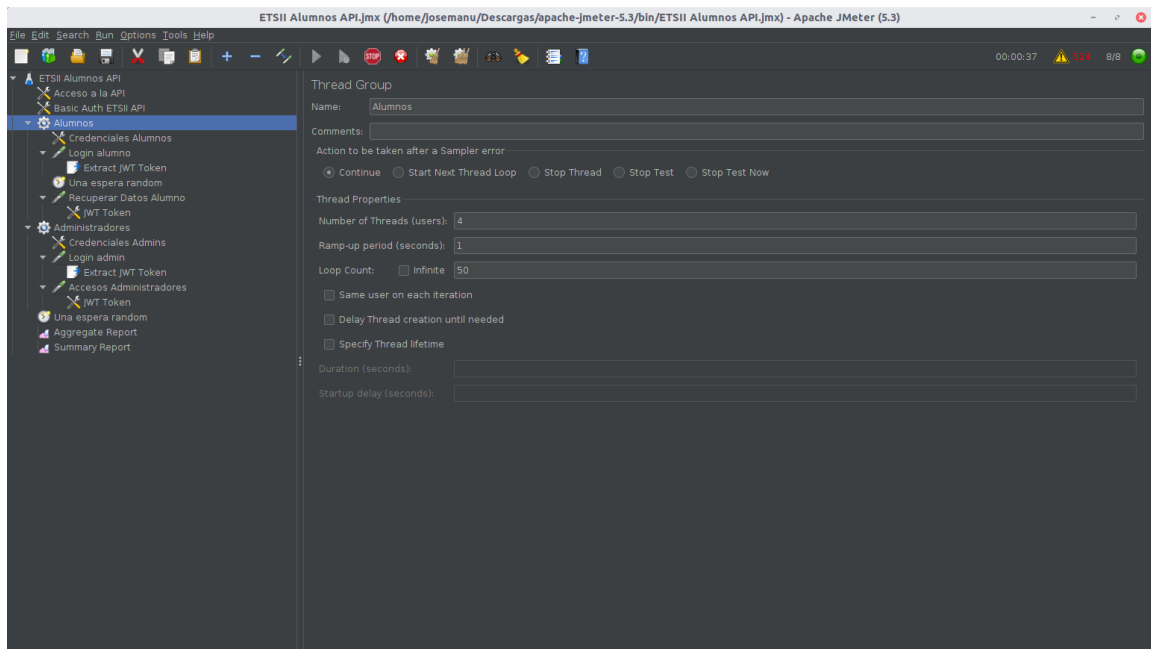 ETSII Alumnos API.jmx (/home/josemanu/Descargas/apache-jmeter-5.3/bin/ETSII Alumnos API.jmx) - Apache JMeter (5.3)
File Edit Search Run Options Tools Help
STOP 00:00:37 524 8/8
ETSII Alumnos API
Acceso a la API
Basic Auth ETSII API
Alumnos
Credenciales Alumnos
Login alumno
Extract JWT Token
Una espera random
Recuperar Datos Alumno
JWT Token
Administradores
Credenciales Admins
Login admin
Extract JWT Token
Accesos Administradores
JWT Token
Una espera random
Aggregate Report
Summary Report
Thread Group
Name: Alumnos
Comments:
Action to be taken after a Sampler error
Continue Start Next Thread Loop Stop Thread Stop Test Stop Test Now
Thread Properties
Number of Threads (users): 4
Ramp-up period (seconds): 1
Loop Count: Infinite 50
Same user on each iteration
Delay Thread creation until needed
Specify Thread lifetime
Duration (seconds):
Startup delay (seconds):